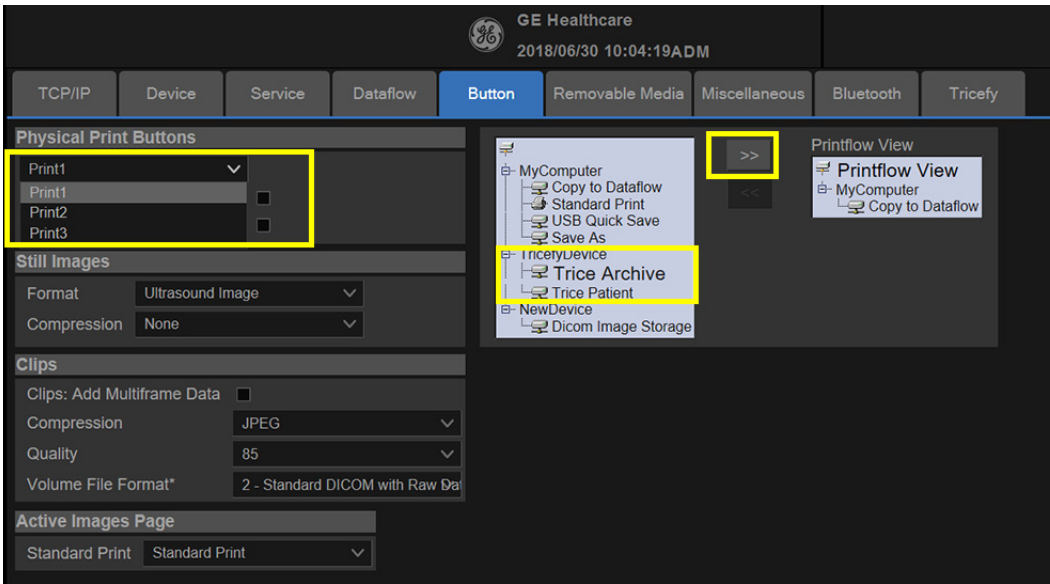 GE Healthcare
2018/06/30 10:04:19ADM
TCP/IP Device Service Dataflow Button Removable Media Miscellaneous Bluetooth Tricefy
Physical Print Buttons
Print1
Print1
Print2
Print3
Still Images
Format Ultrasound Image
Compression None
Clips
Clips: Add Multiframe Data
Compression JPEG
Quality 85
Volume File Format* 2 - Standard DICOM with Raw
Active Images Page
Standard Print Standard Print
MyComputer
Copy to Dataflow
Standard Print
USB Quick Save
Save As
TricefyDevice
Trice Archive
Trice Patient
NewDevice
Dicom Image Storage
>>
<<
Printflow View
Printflow View
MyComputer
Copy to Dataflow